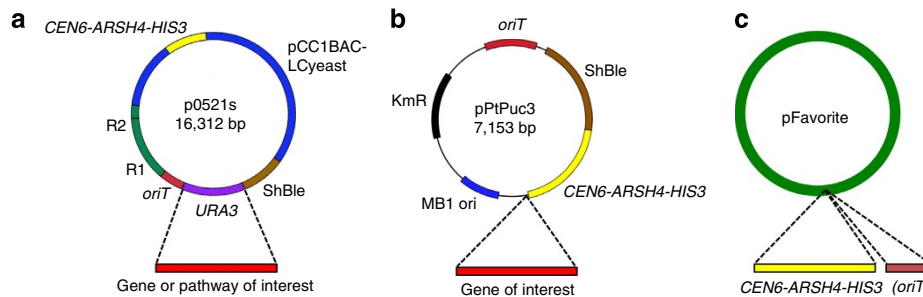 a
CEN6-ARSH4-HIS3
pCC1BAC-
LCyeast
p0521s
16,312 bp
R2
R1
oriT
URA3
ShBle
Gene or pathway of interest
b
oriT
ShBle
KmR
pPtPuc3
7,153 bp
MB1 ori
CEN6-ARSH4-HIS3
Gene of interest
c
pFavorite
CEN6-ARSH4-HIS3
(oriT